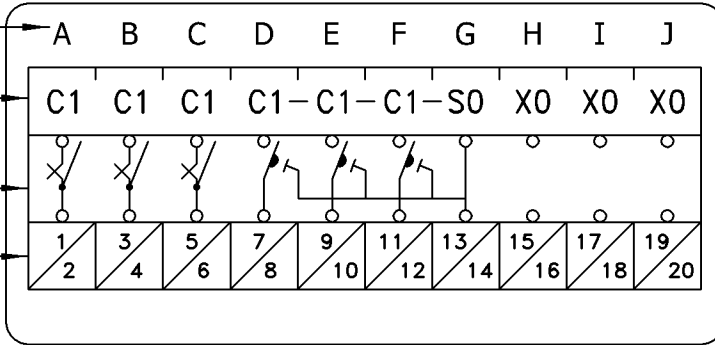 A B C D E F G H I J
C1 C1 C1 C1-C1-C1-S0 X0 X0 X0
1 3 5 7 9 11 13 15 17 19
2 4 6 8 10 12 14 16 18 20